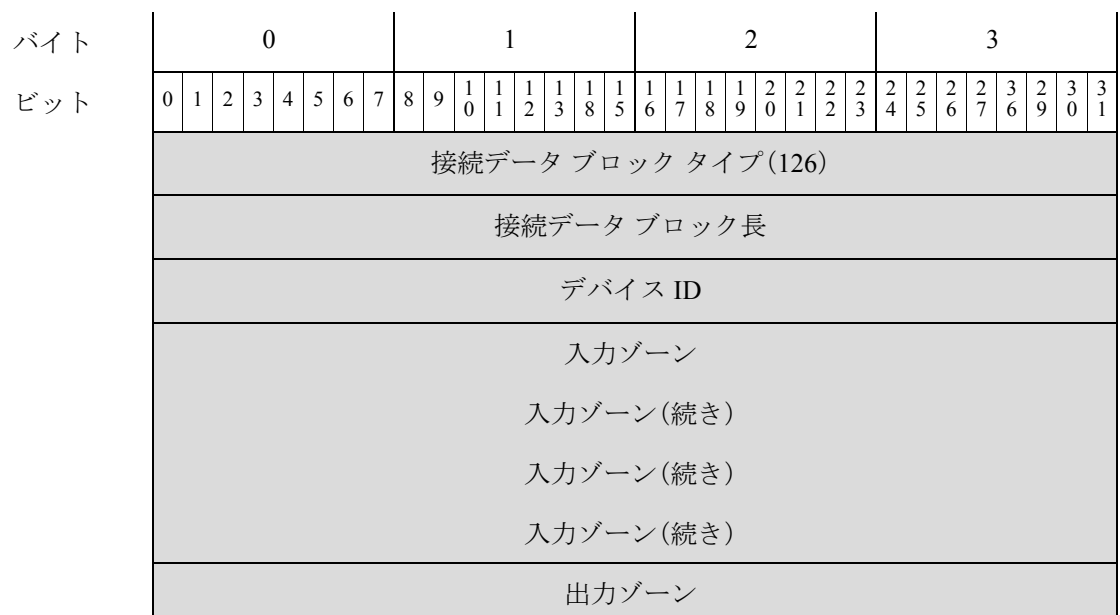 バイト 0 1 2 3
ビット 0 1 2 3 4 5 6 7 8 9 10 11 12 13 18 15 16 17 18 19 20 21 22 23 24 25 26 27 36 29 30 31
接続データ ブロック タイプ(126)
接続データ ブロック長
デバイス ID
入力ゾーン
入力ゾーン(続き)
入力ゾーン(続き)
入力ゾーン(続き)
出力ゾーン